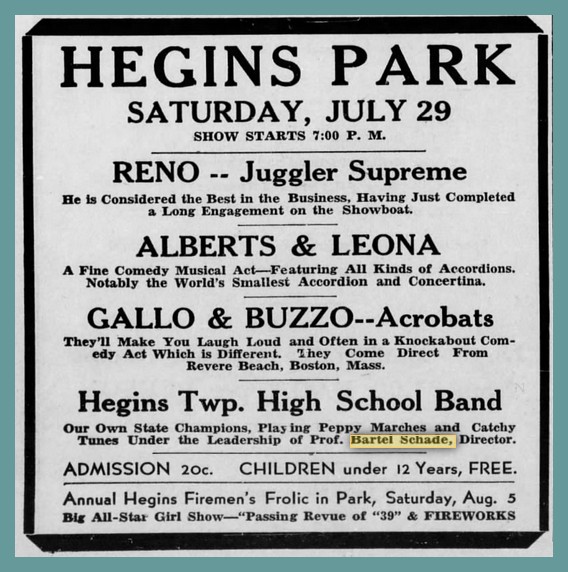 HEGINS PARK
SATURDAY, JULY 29
SHOW STARTS 7:00 P. M.
RENO -- Juggler Supreme
He is Considered the Best in the Business, Having Just Completed
a Long Engagement on the Showboat.
ALBERTS & LEONA
A Fine Comedy Musical Act—Featuring All Kinds of Accordions.
Notably the World's Smallest Accordion and Concertina.
GALLO & BUZZO--Acrobats
They'll Make You Laugh Loud and Often in a Knockabout Com-
edy Act Which is Different. They Come Direct From
Revere Beach, Boston, Mass.
Hegins Twp. High School Band
Our Own State Champions, Playing Peppy Marches and Catchy
Tunes Under the Leadership of Prof. Bartel Schade, Director.
ADMISSION 20c. CHILDREN under 12 Years, FREE.
Annual Hegins Firemen's Frolic in Park, Saturday, Aug. 5
Big All-Star Girl Show—"Passing Revue of "39" & FIREWORKS